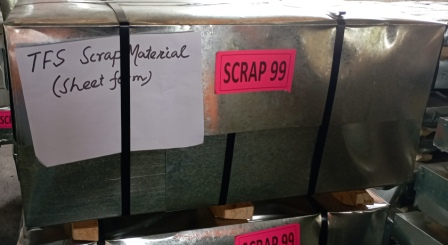 TFS Scrap Material
(Sheet form)
SCRAP 99
SCRAP 99